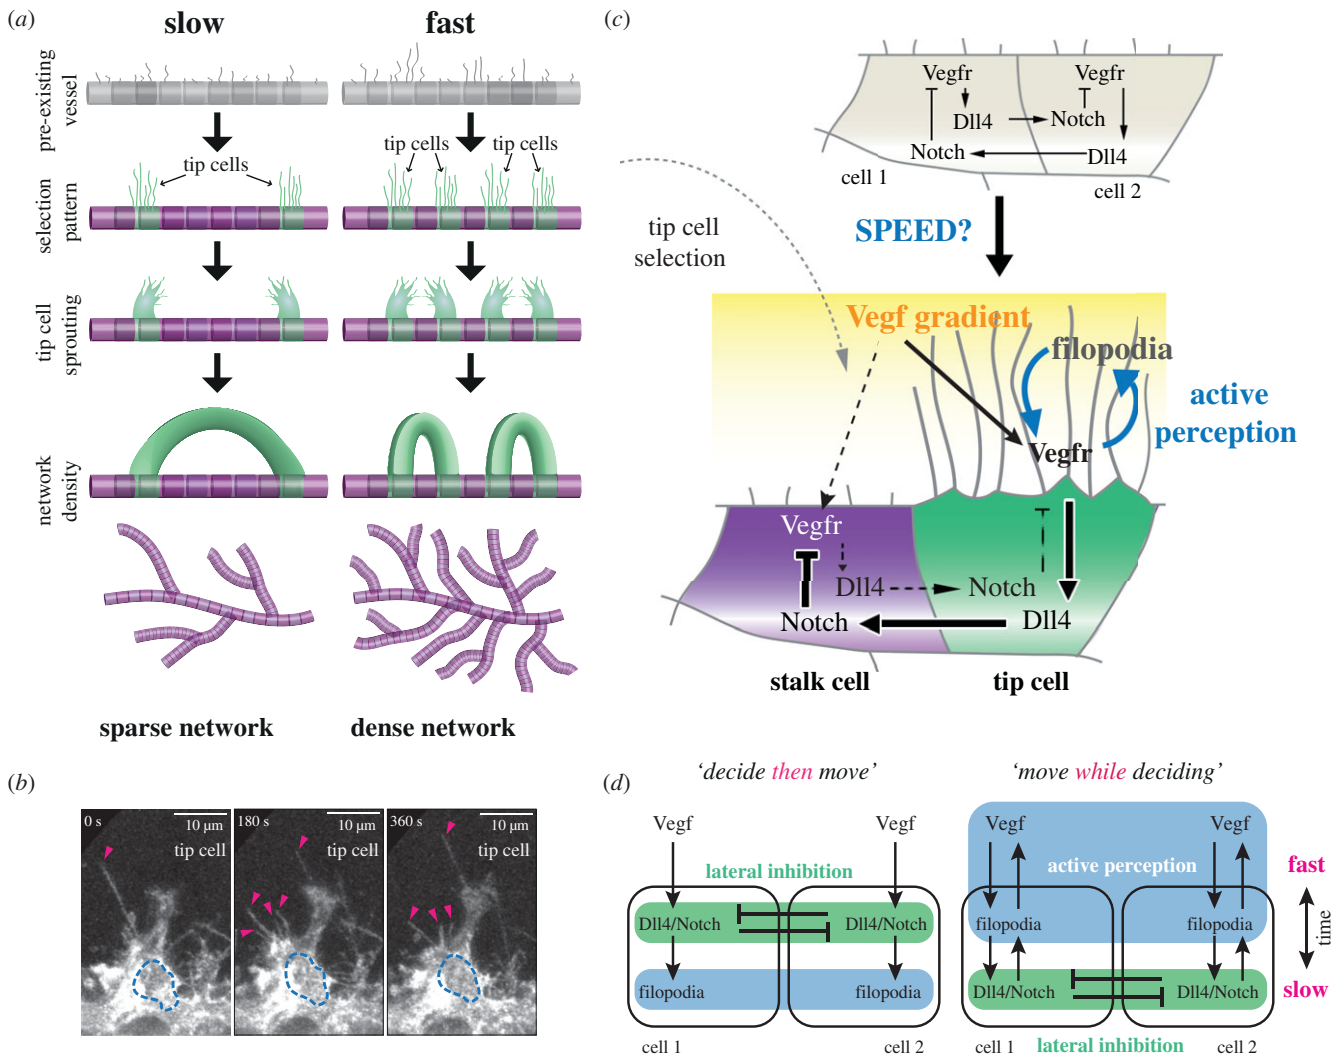 (a)
slow
fast
pre-existing
vessel
tip cells
tip cells
tip cells
selection
pattern
tip cell
sprouting
network
density
sparse network
dense network
(b)
0 s
10 µm
tip cell
180 s
10 µm
tip cell
360 s
10 µm
tip cell
(c)
Vegfr
Vegfr
Dll4
Notch
Notch
Dll4
cell 1
cell 2
tip cell
selection
SPEED?
Vegf gradient
filopodia
active
perception
Vegfr
Vegfr
Dll4
Notch
Notch
Dll4
stalk cell
tip cell
(d)
‘decide then move’
‘move while deciding’
Vegf
Vegf
lateral inhibition
Dll4/Notch
Dll4/Notch
filopodia
filopodia
cell 1
cell 2
Vegf
Vegf
active perception
filopodia
filopodia
Dll4/Notch
Dll4/Notch
cell 1
lateral inhibition
cell 2
fast
time
slow